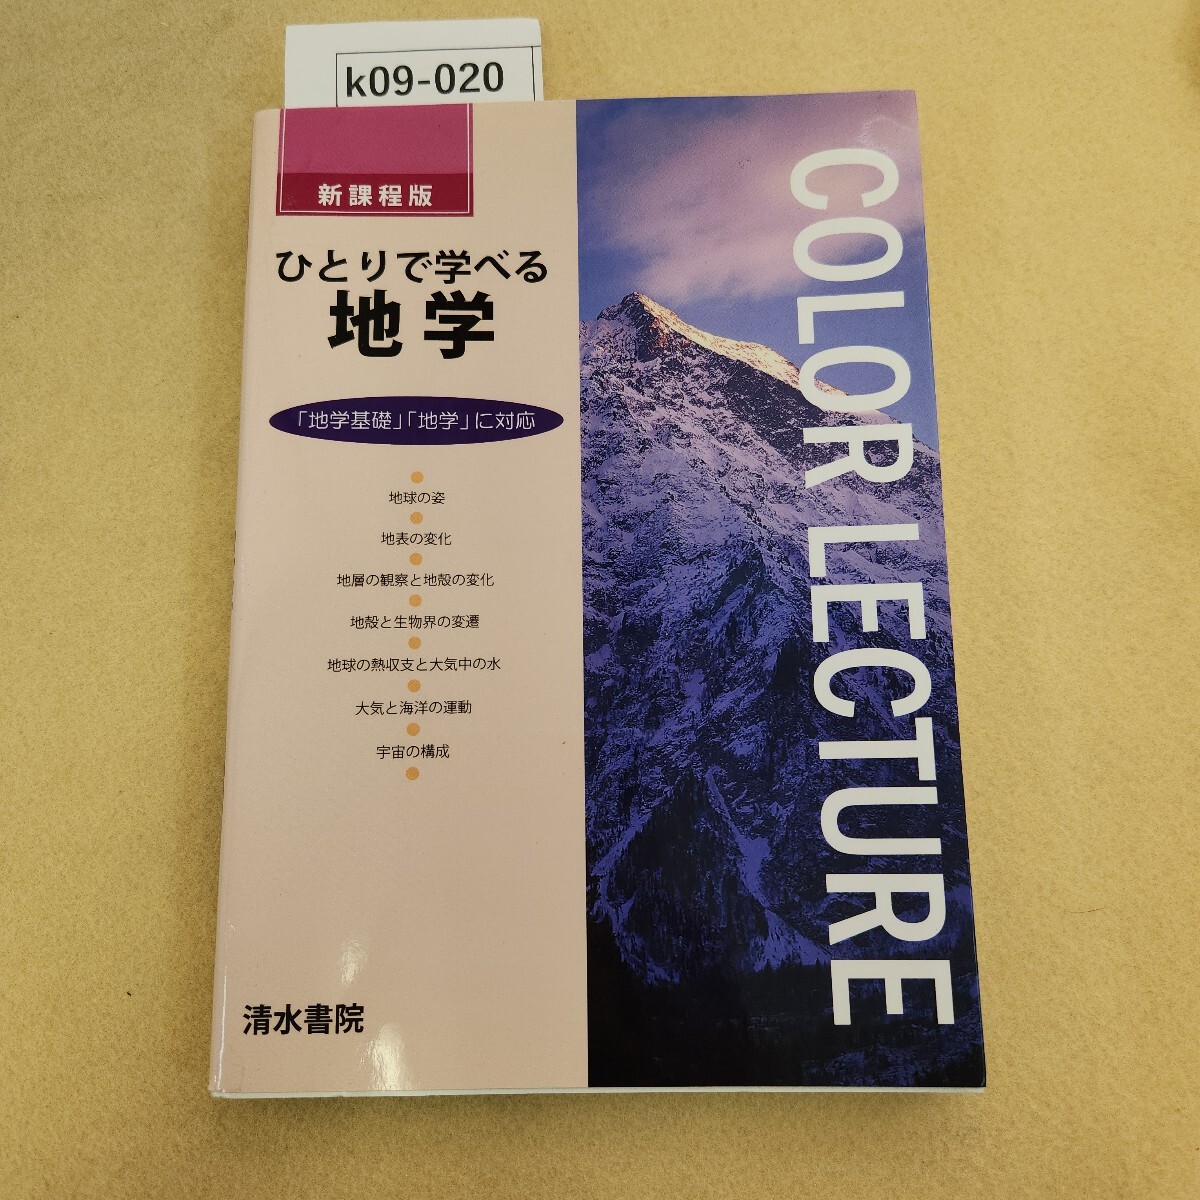 k09-020
新課程版
ひとりで学べる
地学
「地学基礎」「地学」に対応
地球の姿
地表の変化
地層の観察と地殻の変化
地殻と生物界の変遷
地球の熱収支と大気中の水
大気と海洋の運動
宇宙の構成
清水書院
COLOR LECTURE